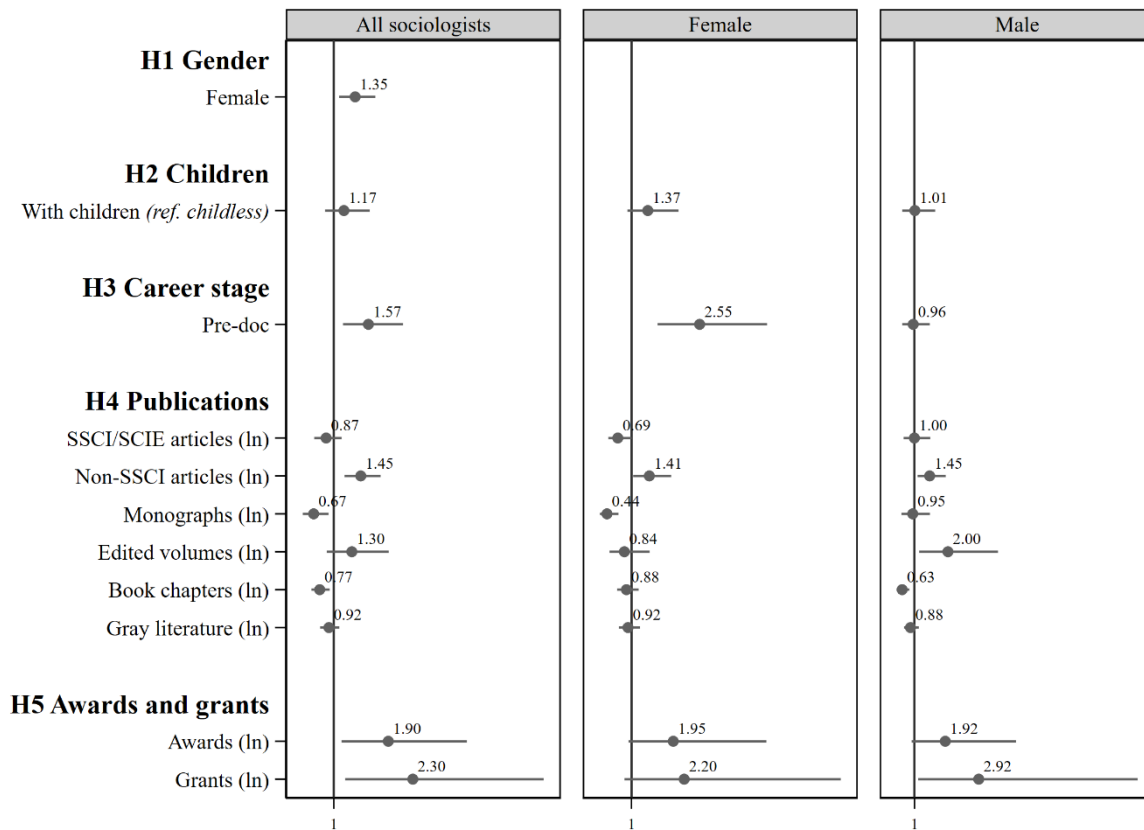 All sociologists Female Male
H1 Gender
Female 1.35
H2 Children
With children (ref. childless) 1.17 1.37 1.01
H3 Career stage
Pre-doc 1.57 2.55 0.96
H4 Publications
SSCI/SCIE articles (ln) 0.87 0.69 1.00
Non-SSCI articles (ln) 1.45 1.41 1.45
Monographs (ln) 0.67 0.44 0.95
Edited volumes (ln) 1.30 0.84 2.00
Book chapters (ln) 0.77 0.88 0.63
Gray literature (ln) 0.92 0.92 0.88
H5 Awards and grants
Awards (ln) 1.90 1.95 1.92
Grants (ln) 2.30 2.20 2.92
1 1 1